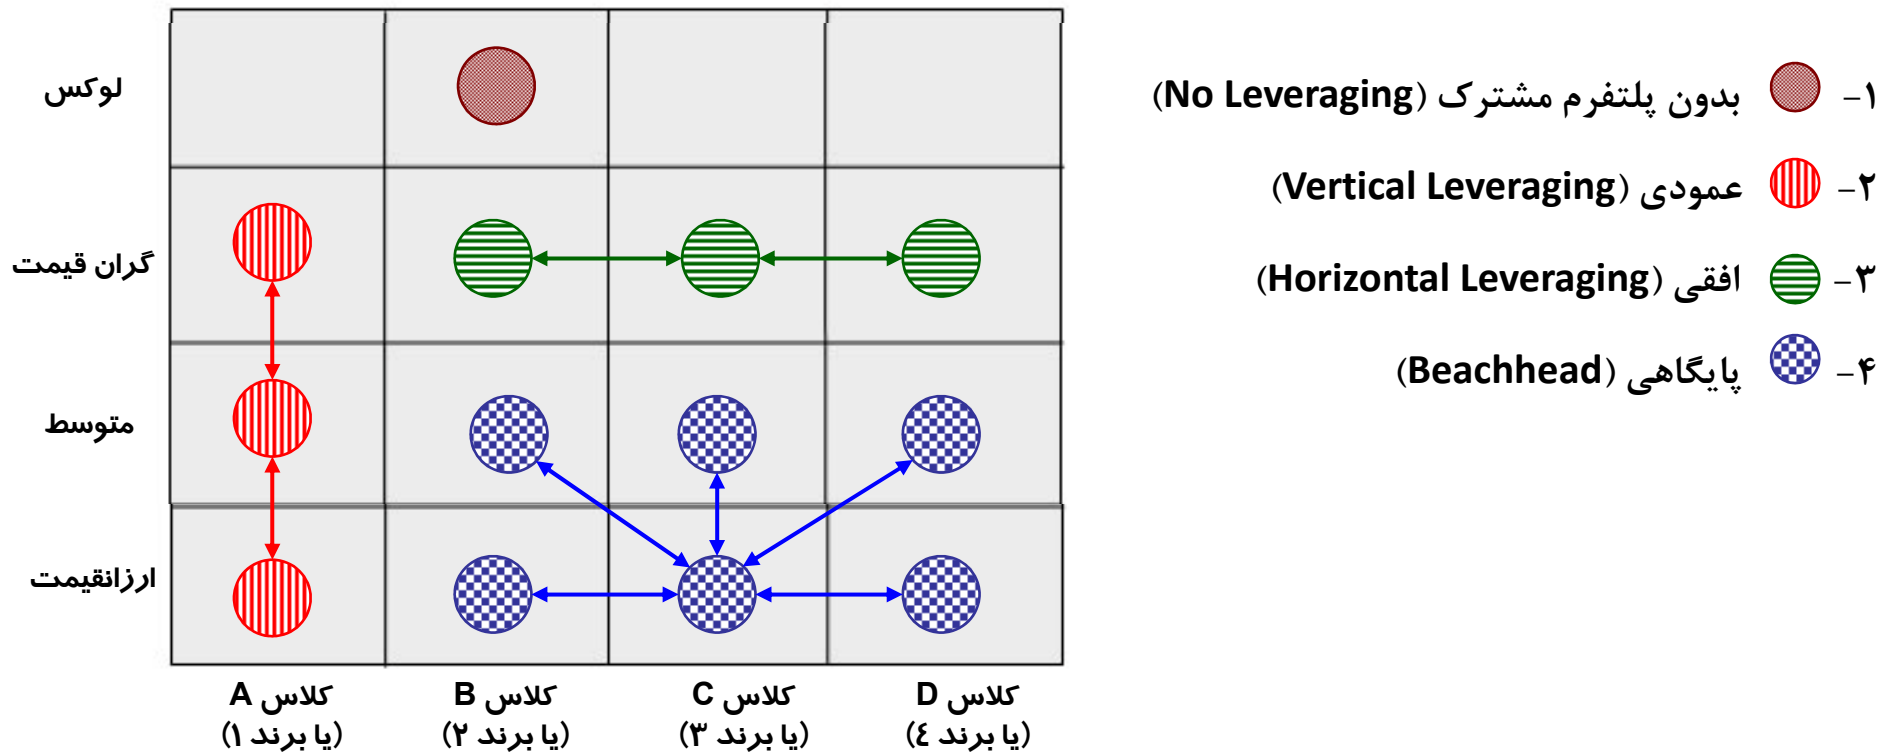 لوکس
گران قیمت
متوسط
ارزانقیمت
کلاس A
(یا برند ۱)
کلاس B
(یا برند ۲)
کلاس C
(یا برند ۳)
کلاس D
(یا برند ٤)
۱- بدون پلتفرم مشترک (No Leveraging)
۲- عمودی (Vertical Leveraging)
۳- افقی (Horizontal Leveraging)
۴- پایگاهی (Beachhead)